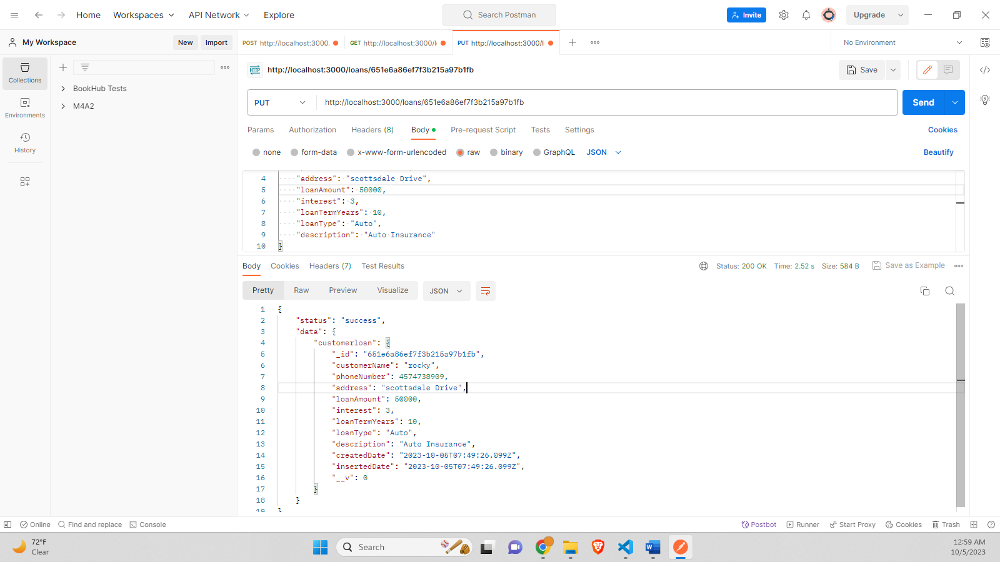 Home Workspaces API Network Explore Search Postman Invite Upgrade
My Workspace New Import POST http://localhost:3000/ GET http://localhost:3000/l PUT http://localhost:3000/l No Environment
HTTP http://localhost:3000/loans/651e6a86ef7f3b215a97b1fb Save
Collections
Environments
History
BookHub Tests
M4A2
PUT http://localhost:3000/loans/651e6a86ef7f3b215a97b1fb Send
Params Authorization Headers (8) Body Pre-request Script Tests Settings Cookies
none form-data x-www-form-urlencoded raw binary GraphQL JSON Beautify
4 "address": "scottsdale Drive",
5 "loanAmount": 50000,
6 "interest": 3,
7 "loanTermYears": 10,
8 "loanType": "Auto",
9 "description": "Auto Insurance"
10 }
Body Cookies Headers (7) Test Results Status: 200 OK Time: 2.52 s Size: 584 B Save as Example
Pretty Raw Preview Visualize JSON
1 {
2 "status": "success",
3 "data": {
4 "customerloan": {
5 "_id": "651e6a86ef7f3b215a97b1fb",
6 "customerName": "rocky",
7 "phoneNumber": 4574738909,
8 "address": "scottsdale Drive",
9 "loanAmount": 50000,
10 "interest": 3,
11 "loanTermYears": 10,
12 "loanType": "Auto",
13 "description": "Auto Insurance",
14 "createdDate": "2023-10-05T07:49:26.099Z",
15 "insertedDate": "2023-10-05T07:49:26.099Z",
16 "__v": 0
17 }
18 }
19 }
Online Find and replace Console Postbot Runner Start Proxy Cookies Trash
72°F
Clear
Search
12:59 AM
10/5/2023